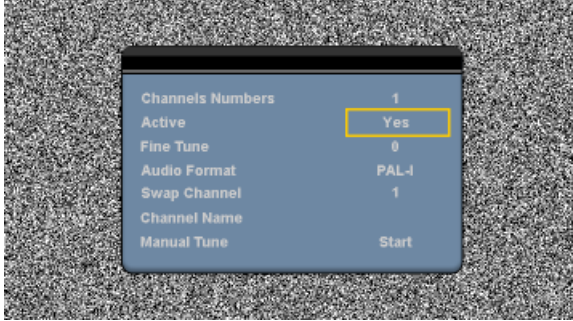 Channels Numbers 1
Active Yes
Fine Tune 0
Audio Format PAL-I
Swap Channel 1
Channel Name
Manual Tune Start